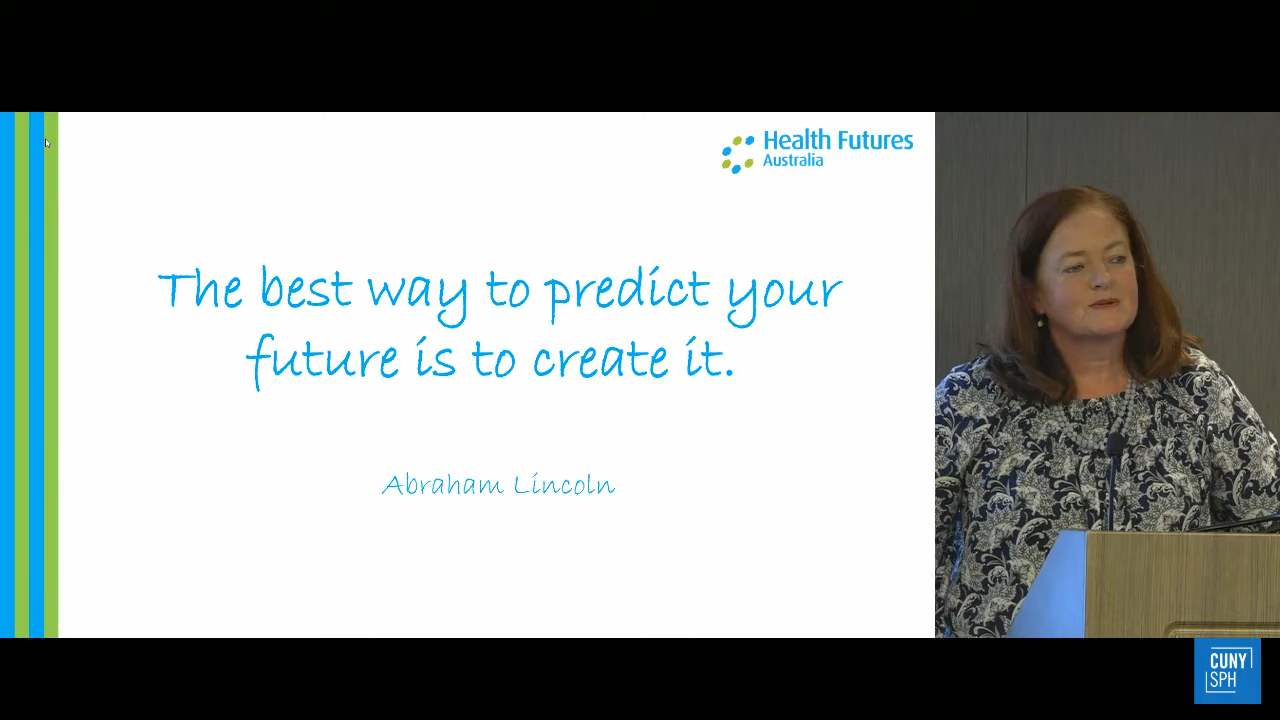 Health Futures
Australia
The best way to predict your
future is to create it.
Abraham Lincoln
CUNY
SPH